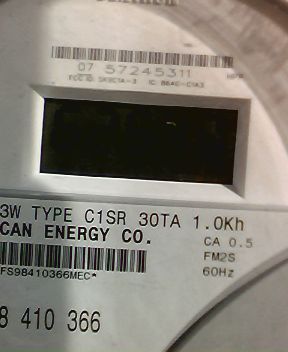 07 57245311
3W TYPE C1SR 30TA 1.0Kh
CAN ENERGY CO.
CA 0.5
FM2S
60Hz
FS98410366MEC*
8 410 366